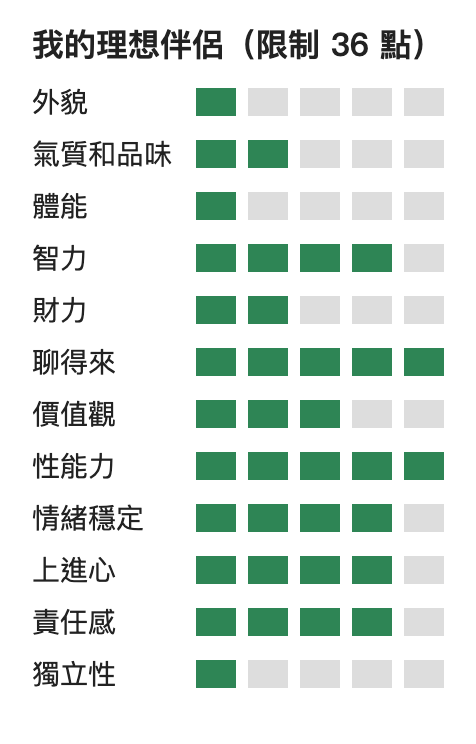 我的理想伴侶（限制 36 點）
外貌
氣質和品味
體能
智力
財力
聊得來
價值觀
性能力
情緒穩定
上進心
責任感
獨立性